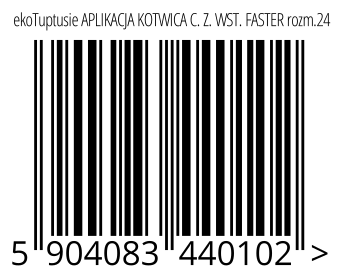 ekoTuptusie APLIKACJA KOTWICA C. Z. WST. FASTER rozm.24
5 904083 440102 >